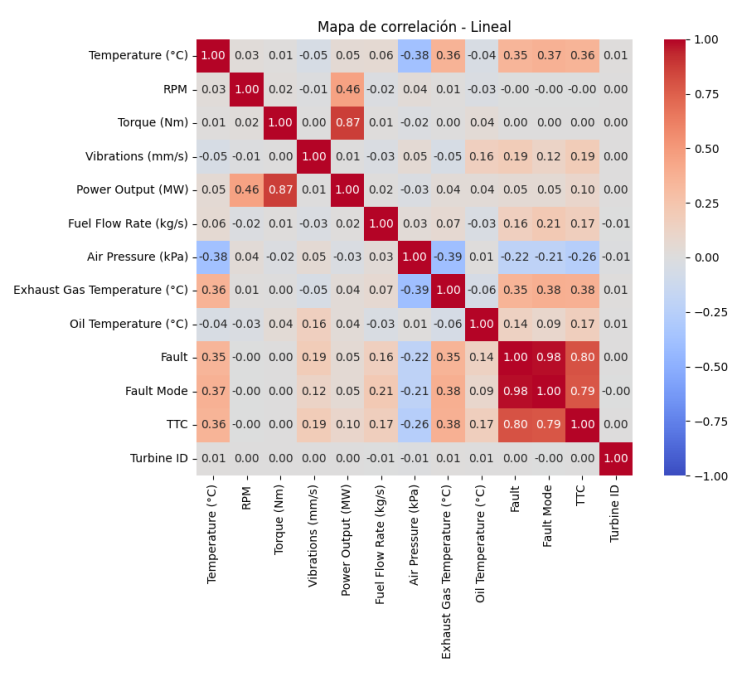 Mapa de correlación - Lineal
Temperature (°C) 1.00 0.03 0.01 -0.05 0.05 0.06 -0.38 0.36 -0.04 0.35 0.37 0.36 0.01
RPM 0.03 1.00 0.02 -0.01 0.46 -0.02 0.04 0.01 -0.03 -0.00 -0.00 -0.00 0.00
Torque (Nm) 0.01 0.02 1.00 0.00 0.87 0.01 -0.02 0.00 0.04 0.00 0.00 0.00 0.00
Vibrations (mm/s) -0.05 -0.01 0.00 1.00 0.01 -0.03 0.05 -0.05 0.16 0.19 0.12 0.19 0.00
Power Output (MW) 0.05 0.46 0.87 0.01 1.00 0.02 -0.03 0.04 0.04 0.05 0.05 0.10 0.00
Fuel Flow Rate (kg/s) 0.06 -0.02 0.01 -0.03 0.02 1.00 0.03 0.07 -0.03 0.16 0.21 0.17 -0.01
Air Pressure (kPa) -0.38 0.04 -0.02 0.05 -0.03 0.03 1.00 -0.39 0.01 -0.22 -0.21 -0.26 -0.01
Exhaust Gas Temperature (°C) 0.36 0.01 0.00 -0.05 0.04 0.07 -0.39 1.00 -0.06 0.35 0.38 0.38 0.01
Oil Temperature (°C) -0.04 -0.03 0.04 0.16 0.04 -0.03 0.01 -0.06 1.00 0.14 0.09 0.17 0.01
Fault 0.35 -0.00 0.00 0.19 0.05 0.16 -0.22 0.35 0.14 1.00 0.98 0.80 0.00
Fault Mode 0.37 -0.00 0.00 0.12 0.05 0.21 -0.21 0.38 0.09 0.98 1.00 0.79 -0.00
TTC 0.36 -0.00 0.00 0.19 0.10 0.17 -0.26 0.38 0.17 0.80 0.79 1.00 0.00
Turbine ID 0.01 0.00 0.00 0.00 0.00 -0.01 -0.01 0.01 0.01 0.00 -0.00 0.00 1.00
Temperature (°C)
RPM
Torque (Nm)
Vibrations (mm/s)
Power Output (MW)
Fuel Flow Rate (kg/s)
Air Pressure (kPa)
Exhaust Gas Temperature (°C)
Oil Temperature (°C)
Fault
Fault Mode
TTC
Turbine ID
1.00
0.75
0.50
0.25
0.00
−0.25
−0.50
−0.75
−1.00